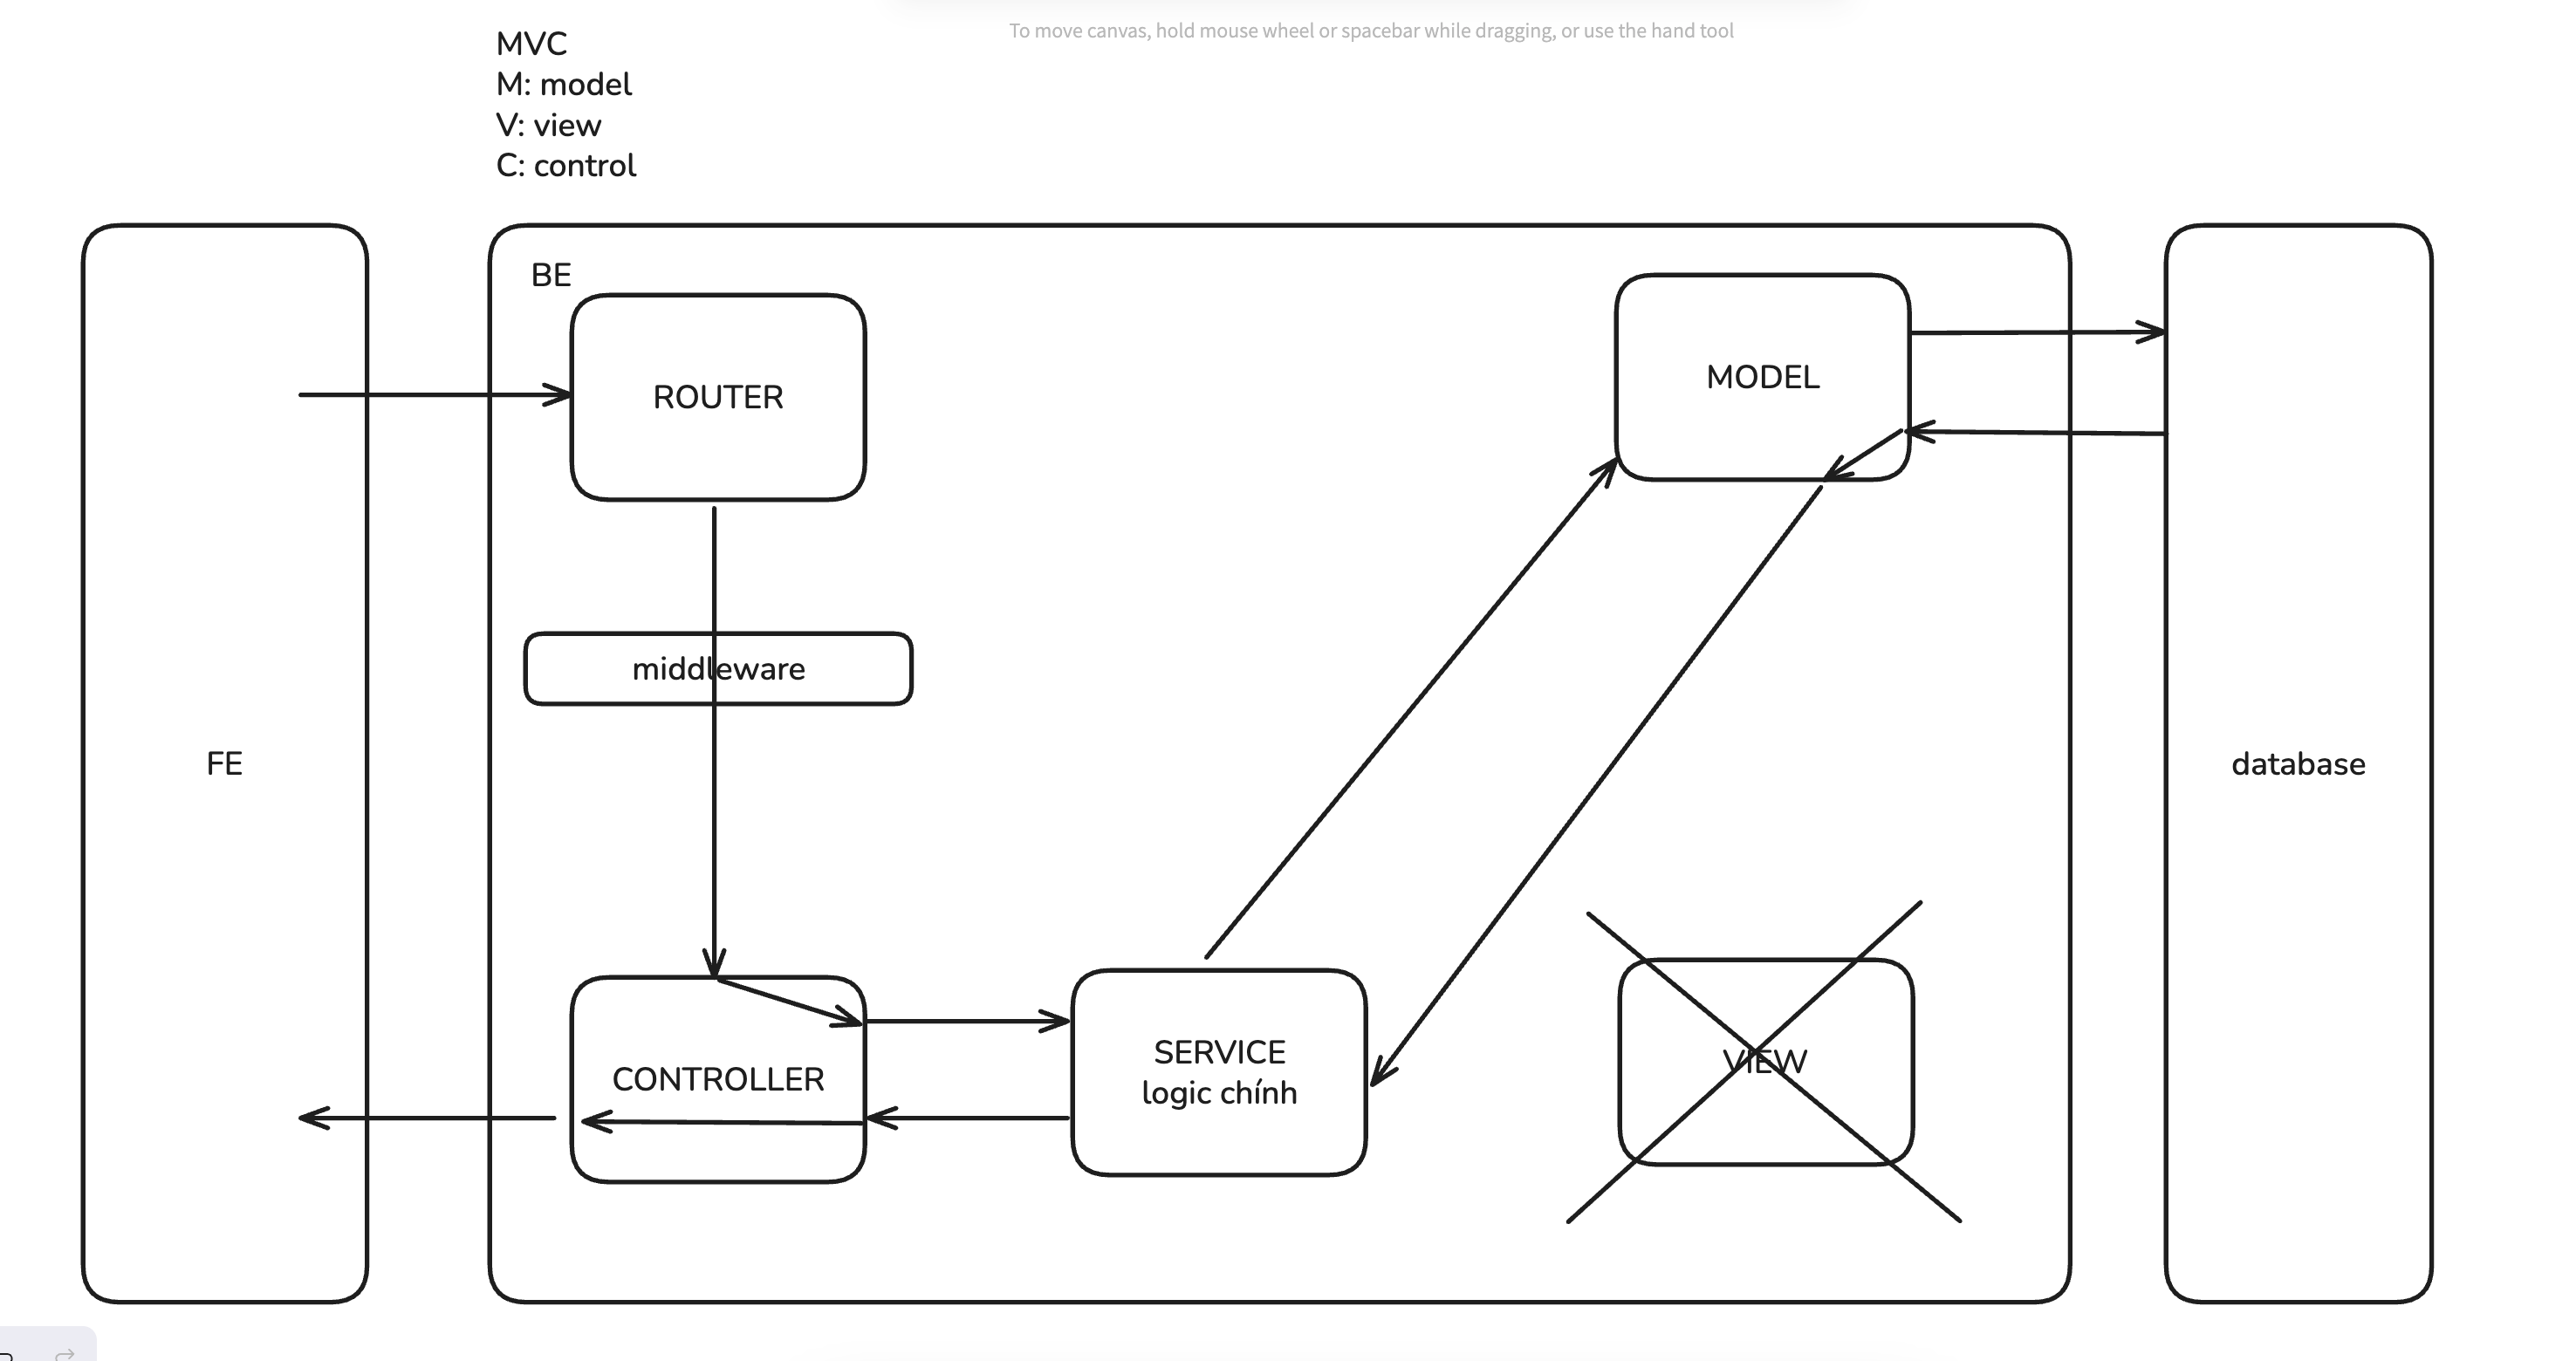 To move canvas, hold mouse wheel or spacebar while dragging, or use the hand tool
MVC
M: model
V: view
C: control
BE
ROUTER
MODEL
middleware
FE
database
CONTROLLER
SERVICE
logic chính
VIEW